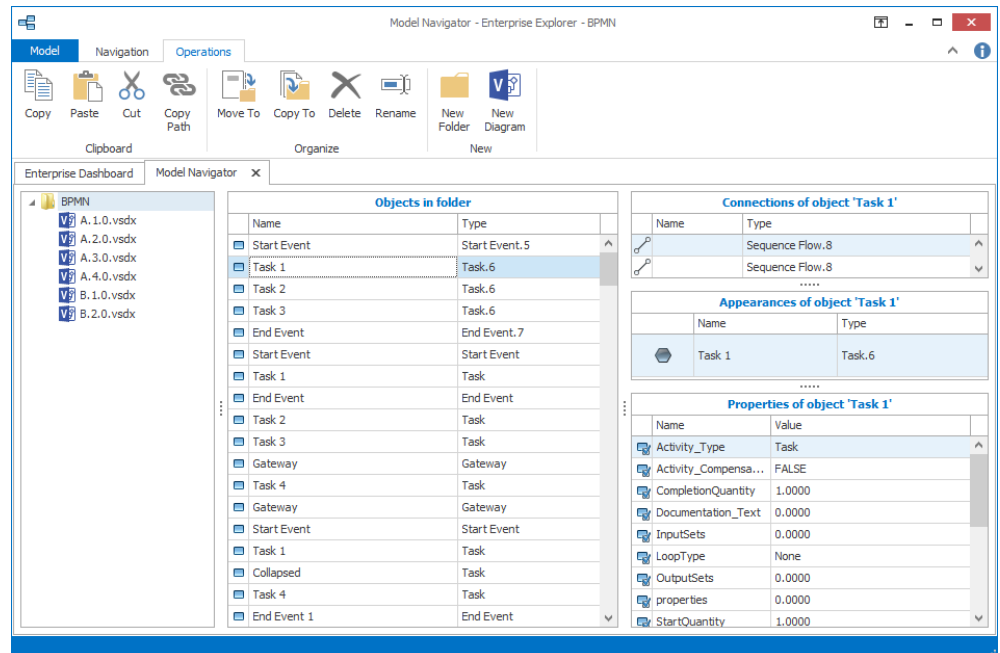 Model Navigator - Enterprise Explorer - BPMN
Model Navigation Operations
Copy Paste Cut Copy Path Move To Copy To Delete Rename New Folder New Diagram
Clipboard Organize New
Enterprise Dashboard Model Navigator X
BPMN
A.1.0.vsdx
A.2.0.vsdx
A.3.0.vsdx
A.4.0.vsdx
B.1.0.vsdx
B.2.0.vsdx
Objects in folder
Name Type
Start Event Start Event.5
Task 1 Task.6
Task 2 Task.6
Task 3 Task.6
End Event End Event.7
Start Event Start Event
Task 1 Task
End Event End Event
Task 2 Task
Task 3 Task
Gateway Gateway
Task 4 Task
Gateway Gateway
Start Event Start Event
Task 1 Task
Collapsed Task
Task 4 Task
End Event 1 End Event
Connections of object 'Task 1'
Name Type
Sequence Flow.8
Sequence Flow.8
Appearances of object 'Task 1'
Name Type
Task 1 Task.6
Properties of object 'Task 1'
Name Value
Activity_Type Task
Activity_Compensa... FALSE
CompletionQuantity 1.0000
Documentation_Text 0.0000
InputSets 0.0000
LoopType None
OutputSets 0.0000
properties 0.0000
StartQuantity 1.0000